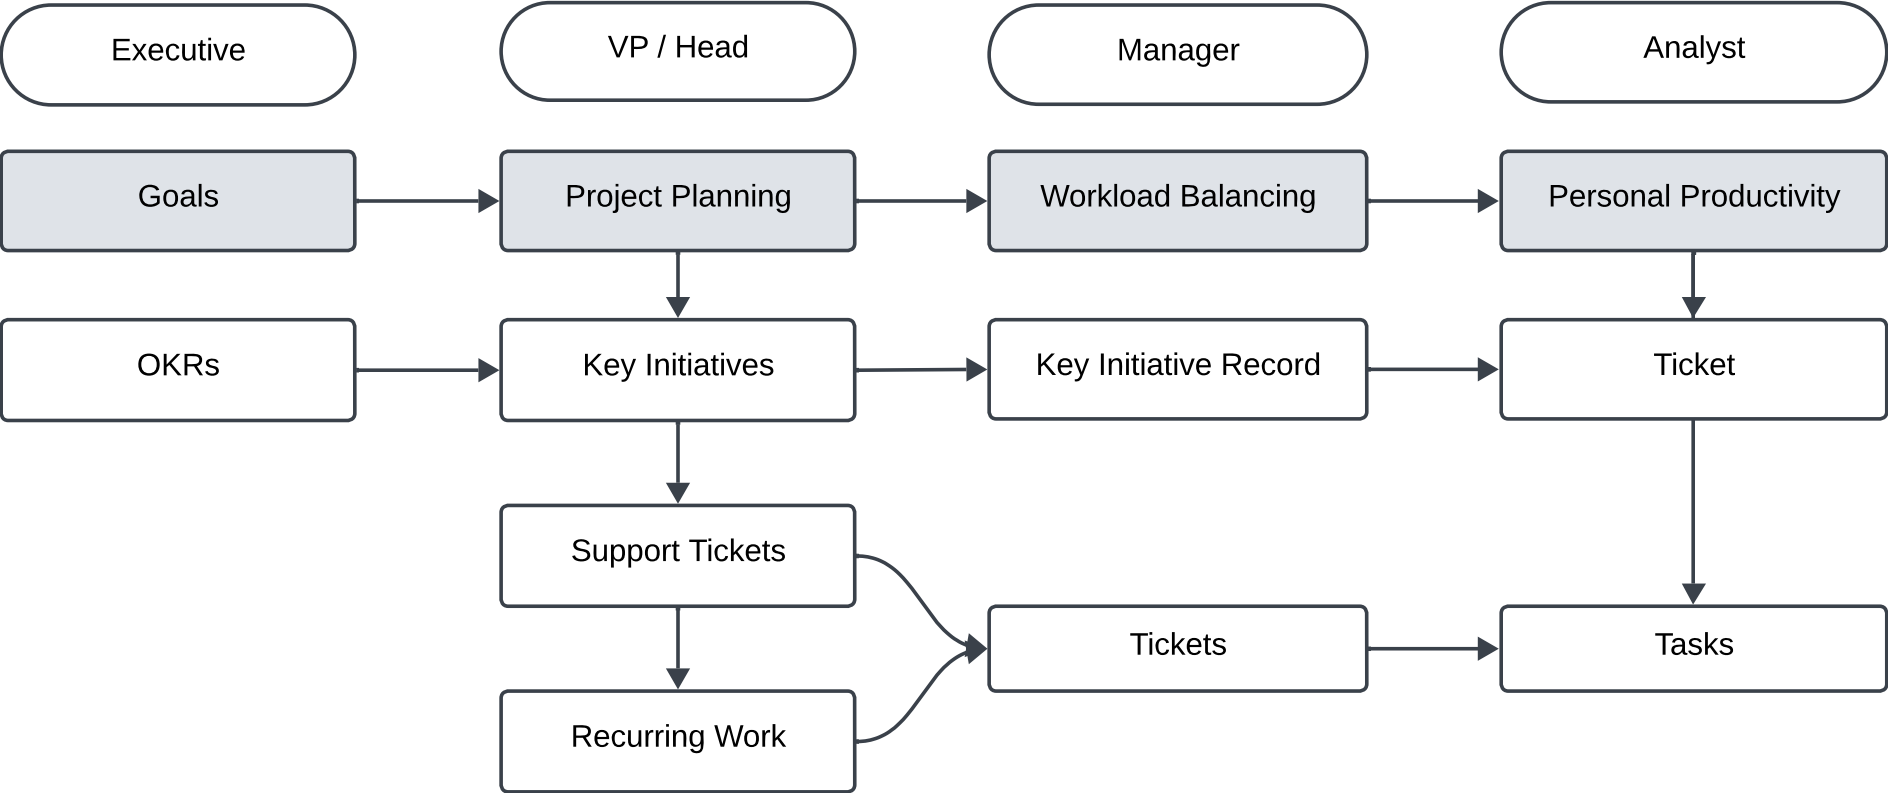 Executive
VP / Head
Manager
Analyst
Goals
Project Planning
Workload Balancing
Personal Productivity
OKRs
Key Initiatives
Key Initiative Record
Ticket
Support Tickets
Tickets
Tasks
Recurring Work